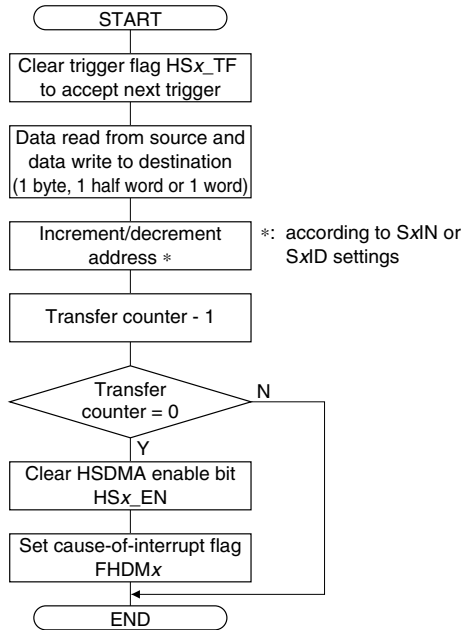 START
Clear trigger flag HSx_TF
to accept next trigger
Data read from source and
data write to destination
(1 byte, 1 half word or 1 word)
Increment/decrement
address *
*: according to SxIN or
SxID settings
Transfer counter - 1
Transfer
counter = 0
N
Y
Clear HSDMA enable bit
HSx_EN
Set cause-of-interrupt flag
FHDMx
END